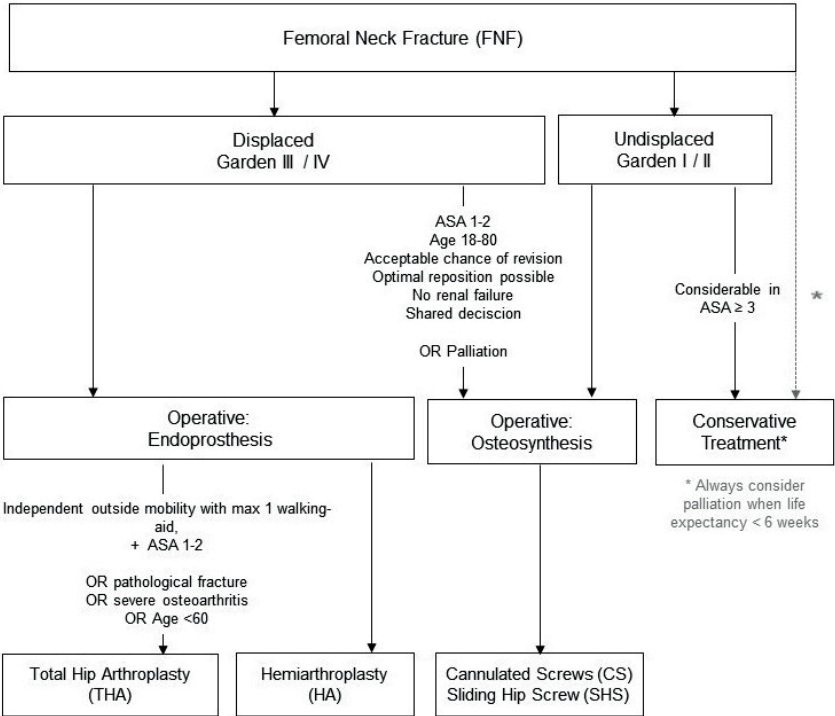 Femoral Neck Fracture (FNF)
Displaced
Garden III / IV
Undisplaced
Garden I / II
ASA 1-2
Age 18-80
Acceptable chance of revision
Optimal reposition possible
No renal failure
Shared deciscion
OR Palliation
Considerable in
ASA ≥ 3
*
Operative:
Endoprosthesis
Operative:
Osteosynthesis
Conservative
Treatment*
* Always consider
palliation when life
expectancy < 6 weeks
Independent outside mobility with max 1 walking-
aid,
+ ASA 1-2
OR pathological fracture
OR severe osteoarthritis
OR Age <60
Total Hip Arthroplasty
(THA)
Hemiarthroplasty
(HA)
Cannulated Screws (CS)
Sliding Hip Screw (SHS)